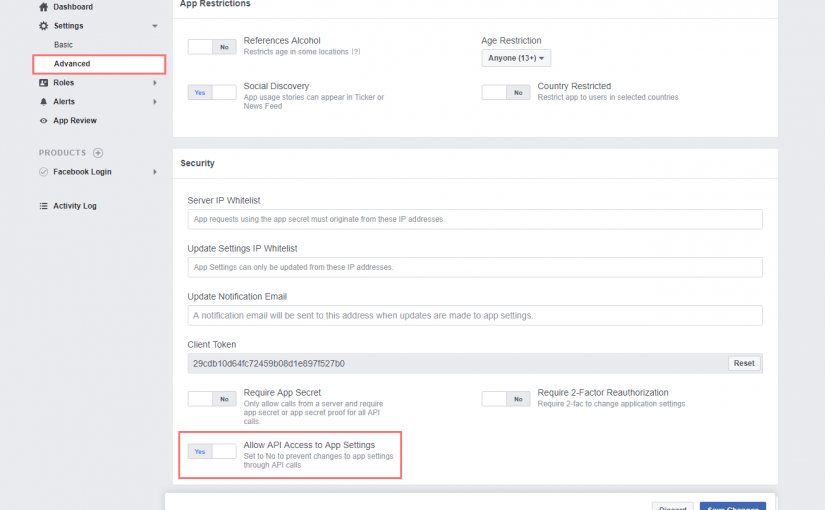 Dashboard
Settings
Basic
Advanced
Roles
Alerts
App Review
PRODUCTS
Facebook Login
Activity Log
App Restrictions
No
References Alcohol
Restricts age in some locations [?]
Age Restriction
Anyone (13+)
Yes
Social Discovery
App usage stories can appear in Ticker or
News Feed
No
Country Restricted
Restrict app to users in selected countries
Security
Server IP Whitelist
App requests using the app secret must originate from these IP addresses.
Update Settings IP Whitelist
App Settings can only be updated from these IP addresses.
Update Notification Email
A notification email will be sent to this address when updates are made to app settings.
Client Token
29cdb10d64fc72459b08d1e897f527b0
Reset
No
Require App Secret
Only allow calls from a server and require
app secret or app secret proof for all API
calls.
No
Require 2-Factor Reauthorization
Require 2-fac to change application settings
Yes
Allow API Access to App Settings
Set to No to prevent changes to app settings
through API calls
Discard
Save Changes